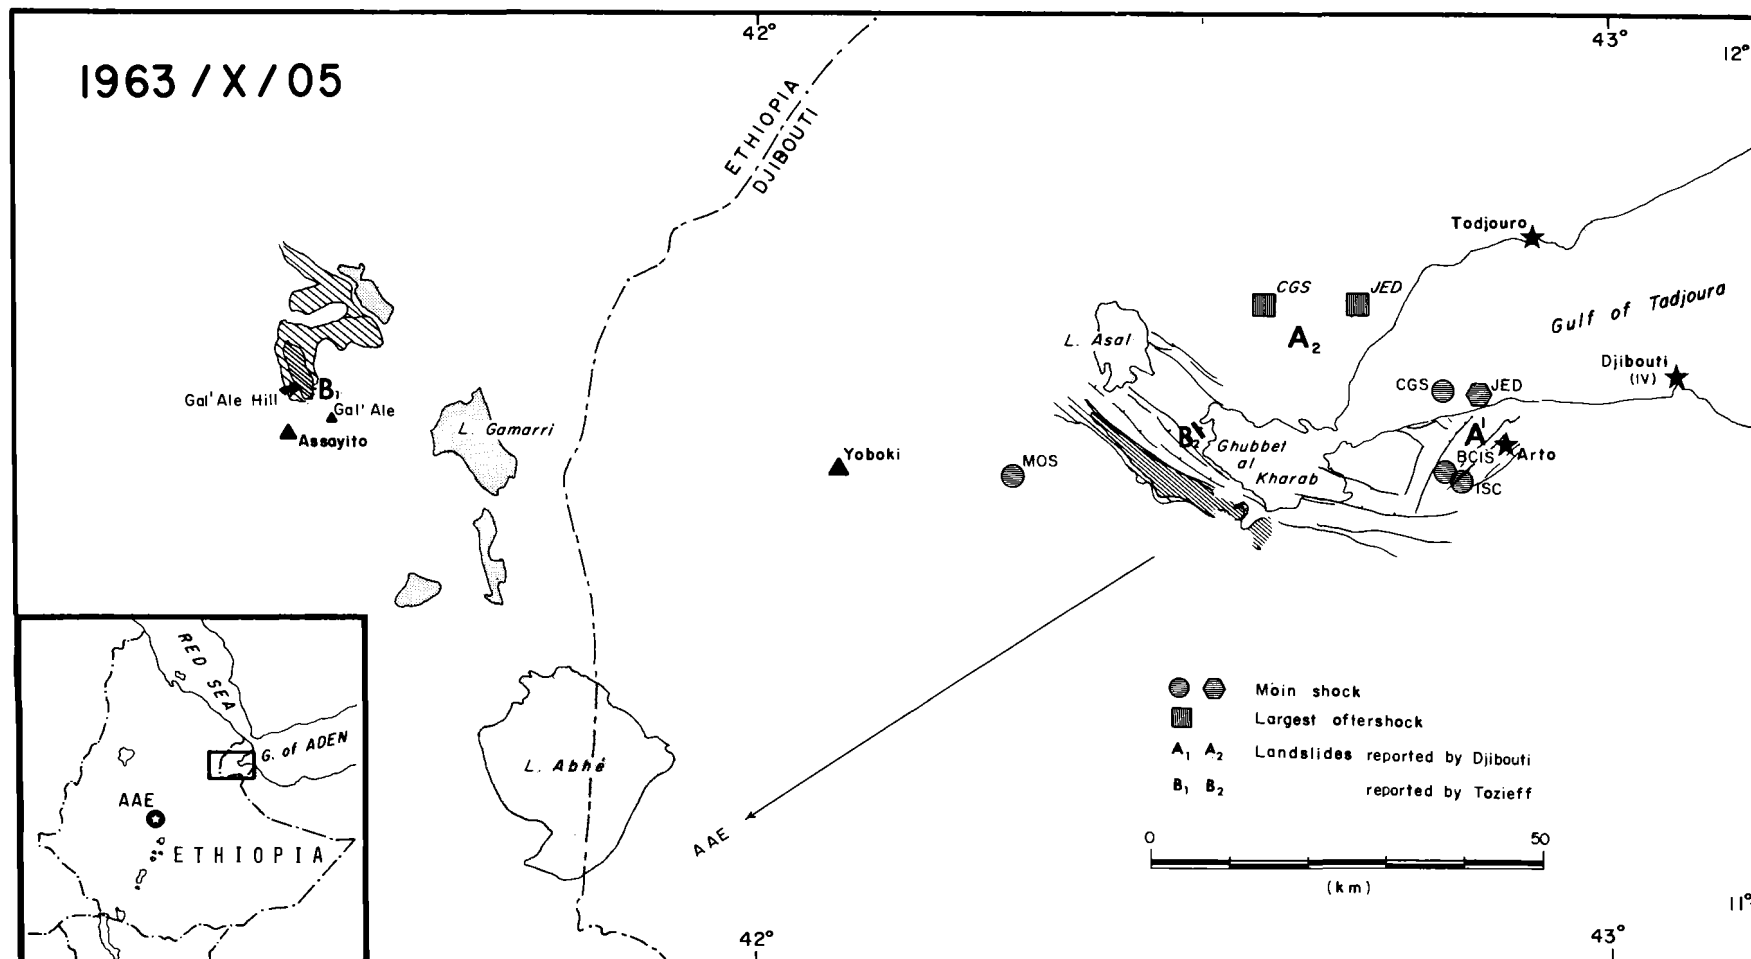 42°
43°
12°
1963 / X / 05
ETHIOPIA
DJIBOUTI
Todjouro
CGS
JED
Gulf of Tadjoura
A₂
L. Asal
Djibouti
(IV)
CGS
JED
Gal'Ale Hill
B₁
Gal'Ale
Assayito
L. Gamarri
B₂
Ghubbet
al
Kharab
A₁
Arto
BCIS
ISC
Yoboki
MOS
RED SEA
G. of ADEN
AAE
ETHIOPIA
L. Abhé
AAE
Main shock
Largest oftershock
A₁ A₂ Landslides reported by Djibouti
B₁ B₂ reported by Tozieff
0 50
(km)
11°
42°
43°